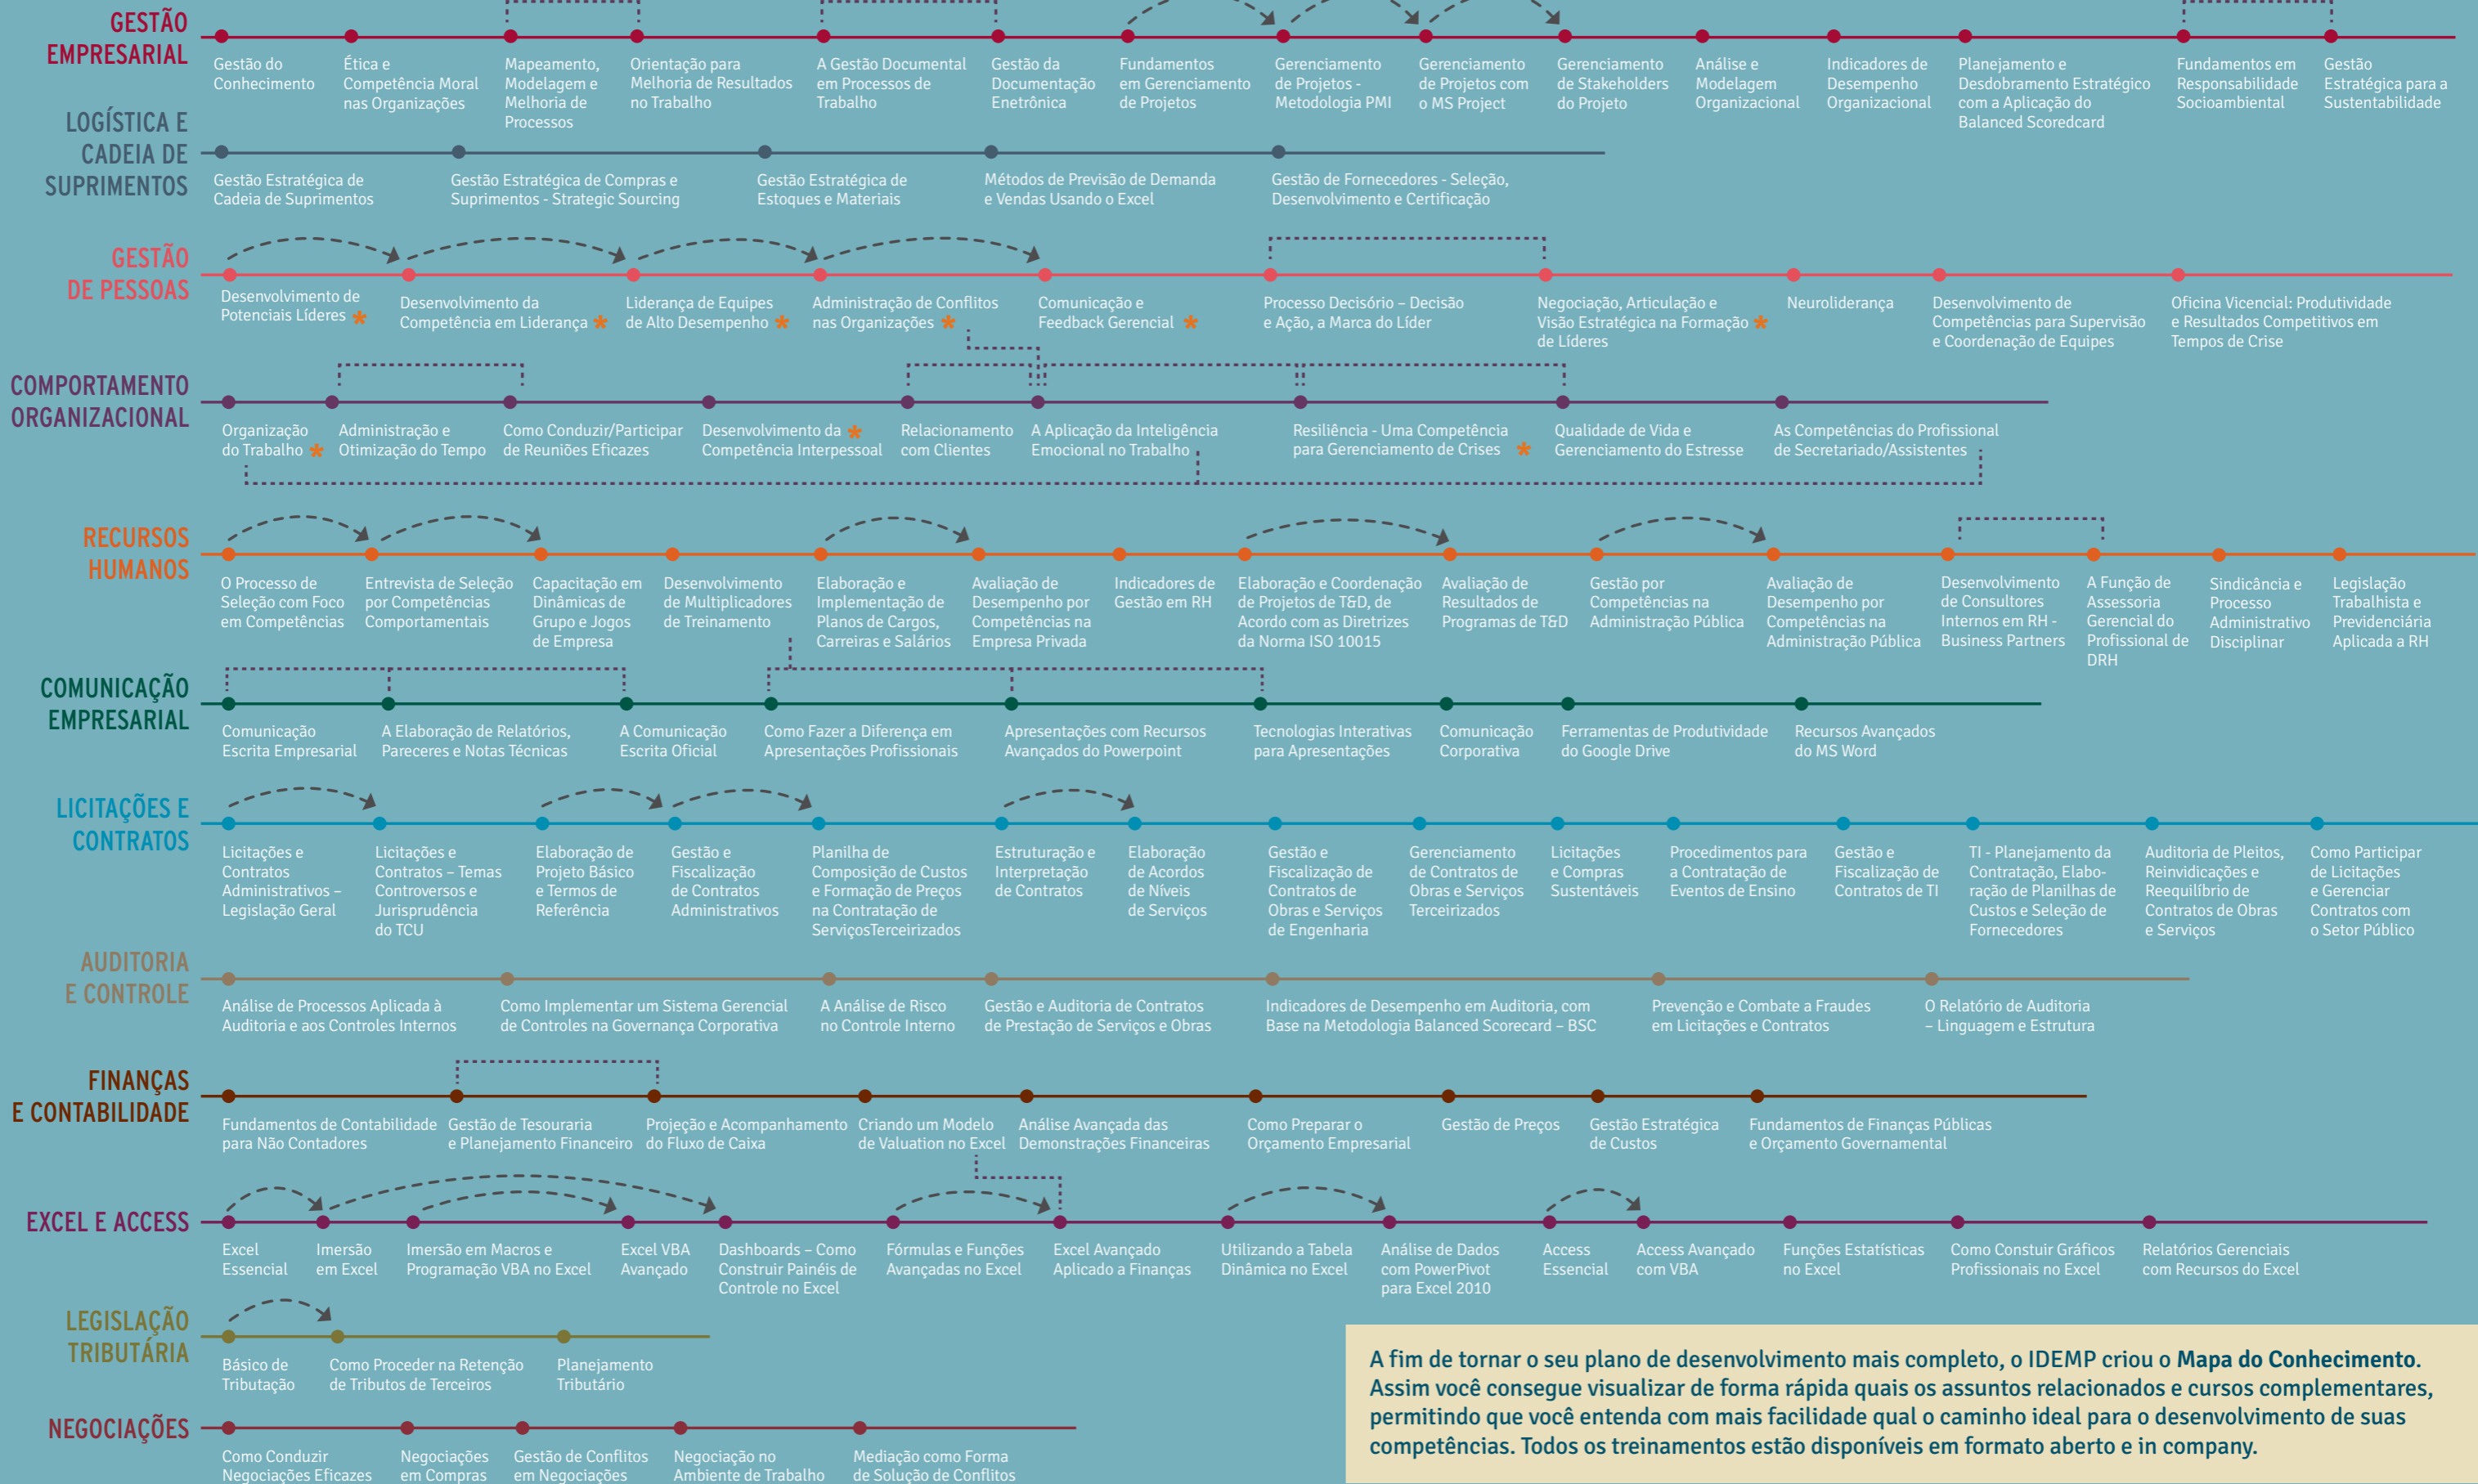 GESTÃO
EMPRESARIAL
Gestão do
Conhecimento
Ética e
Competência Moral
nas Organizações
Mapeamento,
Modelagem e
Melhoria de
Processos
Orientação para
Melhoria de Resultados
no Trabalho
A Gestão Documental
em Processos de
Trabalho
Gestão da
Documentação
Enetrônica
Fundamentos
em Gerenciamento
de Projetos
Gerenciamento
de Projetos -
Metodologia PMI
Gerenciamento
de Projetos com
o MS Project
Gerenciamento
de Stakeholders
do Projeto
Análise e
Modelagem
Organizacional
Indicadores de
Desempenho
Organizacional
Planejamento e
Desdobramento Estratégico
com a Aplicação do
Balanced Scoredcard
Fundamentos em
Responsabilidade
Socioambiental
Gestão
Estratégica para a
Sustentabilidade
LOGÍSTICA E
CADEIA DE
SUPRIMENTOS
Gestão Estratégica de
Cadeia de Suprimentos
Gestão Estratégica de Compras e
Suprimentos - Strategic Sourcing
Gestão Estratégica de
Estoques e Materiais
Métodos de Previsão de Demanda
e Vendas Usando o Excel
Gestão de Fornecedores - Seleção,
Desenvolvimento e Certificação
GESTÃO
DE PESSOAS
Desenvolvimento de
Potenciais Líderes *
Desenvolvimento da
Competência em Liderança *
Liderança de Equipes
de Alto Desempenho *
Administração de Conflitos
nas Organizações *
Comunicação e
Feedback Gerencial *
Processo Decisório – Decisão
e Ação, a Marca do Líder
Negociação, Articulação e
Visão Estratégica na Formação *
de Líderes
Neuroliderança
Desenvolvimento de
Competências para Supervisão
e Coordenação de Equipes
Oficina Vicencial: Produtividade
e Resultados Competitivos em
Tempos de Crise
COMPORTAMENTO
ORGANIZACIONAL
Organização
do Trabalho *
Administração e
Otimização do Tempo
Como Conduzir/Participar
de Reuniões Eficazes
Desenvolvimento da *
Competência Interpessoal
Relacionamento
com Clientes
A Aplicação da Inteligência
Emocional no Trabalho
Resiliência - Uma Competência
para Gerenciamento de Crises *
Qualidade de Vida e
Gerenciamento do Estresse
As Competências do Profissional
de Secretariado/Assistentes
RECURSOS
HUMANOS
O Processo de
Seleção com Foco
em Competências
Entrevista de Seleção
por Competências
Comportamentais
Capacitação em
Dinâmicas de
Grupo e Jogos
de Empresa
Desenvolvimento
de Multiplicadores
de Treinamento
Elaboração e
Implementação de
Planos de Cargos,
Carreiras e Salários
Avaliação de
Desempenho por
Competências na
Empresa Privada
Indicadores de
Gestão em RH
Elaboração e Coordenação
de Projetos de T&D, de
Acordo com as Diretrizes
da Norma ISO 10015
Avaliação de
Resultados de
Programas de T&D
Gestão por
Competências na
Administração Pública
Avaliação de
Desempenho por
Competências na
Administração Pública
Desenvolvimento
de Consultores
Internos em RH -
Business Partners
A Função de
Assessoria
Gerencial do
Profissional de
DRH
Sindicância e
Processo
Administrativo
Disciplinar
Legislação
Trabalhista e
Previdenciária
Aplicada a RH
COMUNICAÇÃO
EMPRESARIAL
Comunicação
Escrita Empresarial
A Elaboração de Relatórios,
Pareceres e Notas Técnicas
A Comunicação
Escrita Oficial
Como Fazer a Diferença em
Apresentações Profissionais
Apresentações com Recursos
Avançados do Powerpoint
Tecnologias Interativas
para Apresentações
Comunicação
Corporativa
Ferramentas de Produtividade
do Google Drive
Recursos Avançados
do MS Word
LICITAÇÕES E
CONTRATOS
Licitações e
Contratos
Administrativos –
Legislação Geral
Licitações e
Contratos – Temas
Controversos e
Jurisprudência
do TCU
Elaboração de
Projeto Básico
e Termos de
Referência
Gestão e
Fiscalização
de Contratos
Administrativos
Planilha de
Composição de Custos
e Formação de Preços
na Contratação de
ServiçosTerceirizados
Estruturação e
Interpretação
de Contratos
Elaboração
de Acordos
de Níveis
de Serviços
Gestão e
Fiscalização de
Contratos de
Obras e Serviços
de Engenharia
Gerenciamento
de Contratos de
Obras e Serviços
Terceirizados
Licitações
e Compras
Sustentáveis
Procedimentos para
a Contratação de
Eventos de Ensino
Gestão e
Fiscalização de
Contratos de TI
TI - Planejamento da
Contratação, Elabo-
ração de Planilhas de
Custos e Seleção de
Fornecedores
Auditoria de Pleitos,
Reinvidicações e
Reequilíbrio de
Contratos de Obras
e Serviços
Como Participar
de Licitações
e Gerenciar
Contratos com
o Setor Público
AUDITORIA
E CONTROLE
Análise de Processos Aplicada à
Auditoria e aos Controles Internos
Como Implementar um Sistema Gerencial
de Controles na Governança Corporativa
A Análise de Risco
no Controle Interno
Gestão e Auditoria de Contratos
de Prestação de Serviços e Obras
Indicadores de Desempenho em Auditoria, com
Base na Metodologia Balanced Scorecard – BSC
Prevenção e Combate a Fraudes
em Licitações e Contratos
O Relatório de Auditoria
– Linguagem e Estrutura
FINANÇAS
E CONTABILIDADE
Fundamentos de Contabilidade
para Não Contadores
Gestão de Tesouraria
e Planejamento Financeiro
Projeção e Acompanhamento
do Fluxo de Caixa
Criando um Modelo
de Valuation no Excel
Análise Avançada das
Demonstrações Financeiras
Como Preparar o
Orçamento Empresarial
Gestão de Preços
Gestão Estratégica
de Custos
Fundamentos de Finanças Públicas
e Orçamento Governamental
EXCEL E ACCESS
Excel
Essencial
Imersão
em Excel
Imersão em Macros e
Programação VBA no Excel
Excel VBA
Avançado
Dashboards – Como
Construir Painéis de
Controle no Excel
Fórmulas e Funções
Avançadas no Excel
Excel Avançado
Aplicado a Finanças
Utilizando a Tabela
Dinâmica no Excel
Análise de Dados
com PowerPivot
para Excel 2010
Access
Essencial
Access Avançado
com VBA
Funções Estatísticas
no Excel
Como Constuir Gráficos
Profissionais no Excel
Relatórios Gerenciais
com Recursos do Excel
LEGISLAÇÃO
TRIBUTÁRIA
Básico de
Tributação
Como Proceder na Retenção
de Tributos de Terceiros
Planejamento
Tributário
NEGOCIAÇÕES
Como Conduzir
Negociações Eficazes
Negociações
em Compras
Gestão de Conflitos
em Negociações
Negociação no
Ambiente de Trabalho
Mediação como Forma
de Solução de Conflitos
A fim de tornar o seu plano de desenvolvimento mais completo, o IDEMP criou o Mapa do Conhecimento.
Assim você consegue visualizar de forma rápida quais os assuntos relacionados e cursos complementares,
permitindo que você entenda com mais facilidade qual o caminho ideal para o desenvolvimento de suas
competências. Todos os treinamentos estão disponíveis em formato aberto e in company.